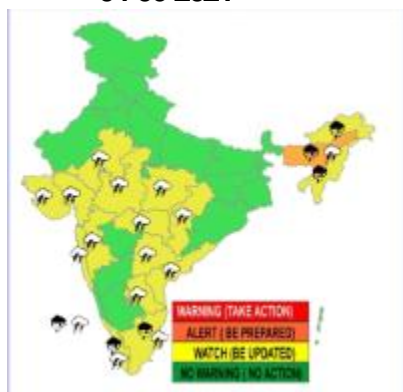 WARNING (TAKE ACTION)
ALERT ( BE PREPARED)
WATCH (BE UPDATED)
NO WARNING ( NO ACTION)